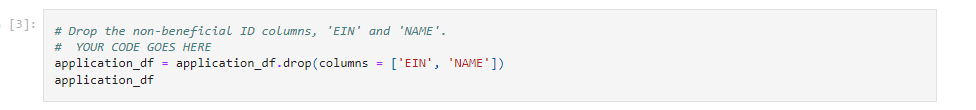 [3]:
# Drop the non-beneficial ID columns, 'EIN' and 'NAME'.
#  YOUR CODE GOES HERE
application_df = application_df.drop(columns = ['EIN', 'NAME'])
application_df